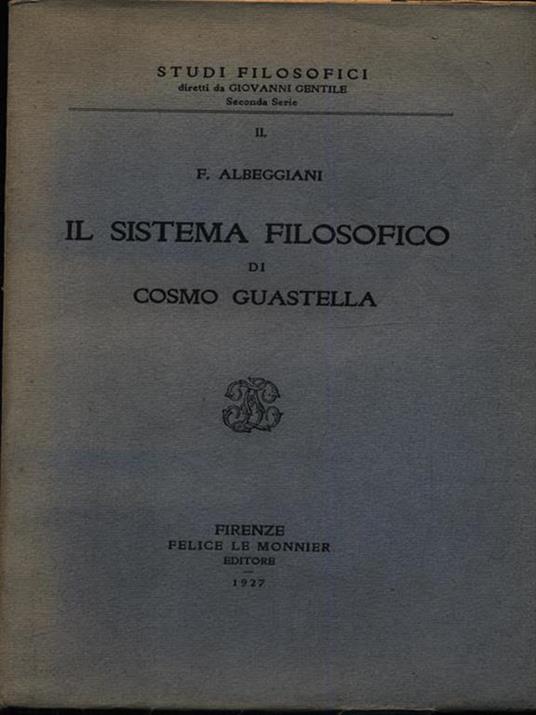 STUDI FILOSOFICI
diretti da GIOVANNI GENTILE
Seconda Serie
II.
F. ALBEGGIANI
IL SISTEMA FILOSOFICO
DI
COSMO GUASTELLA
FIRENZE
FELICE LE MONNIER
EDITORE
1927